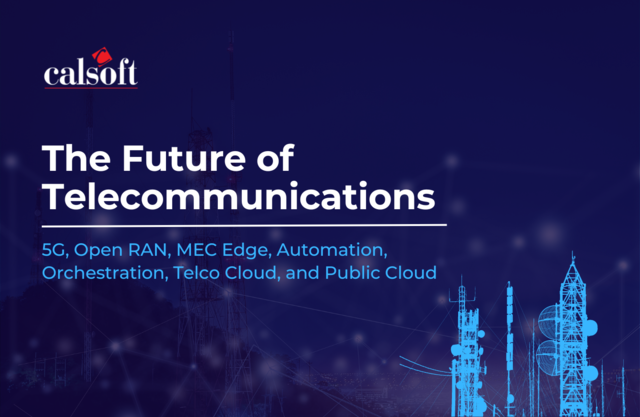 calsoft
The Future of
Telecommunications
5G, Open RAN, MEC Edge, Automation,
Orchestration, Telco Cloud, and Public Cloud